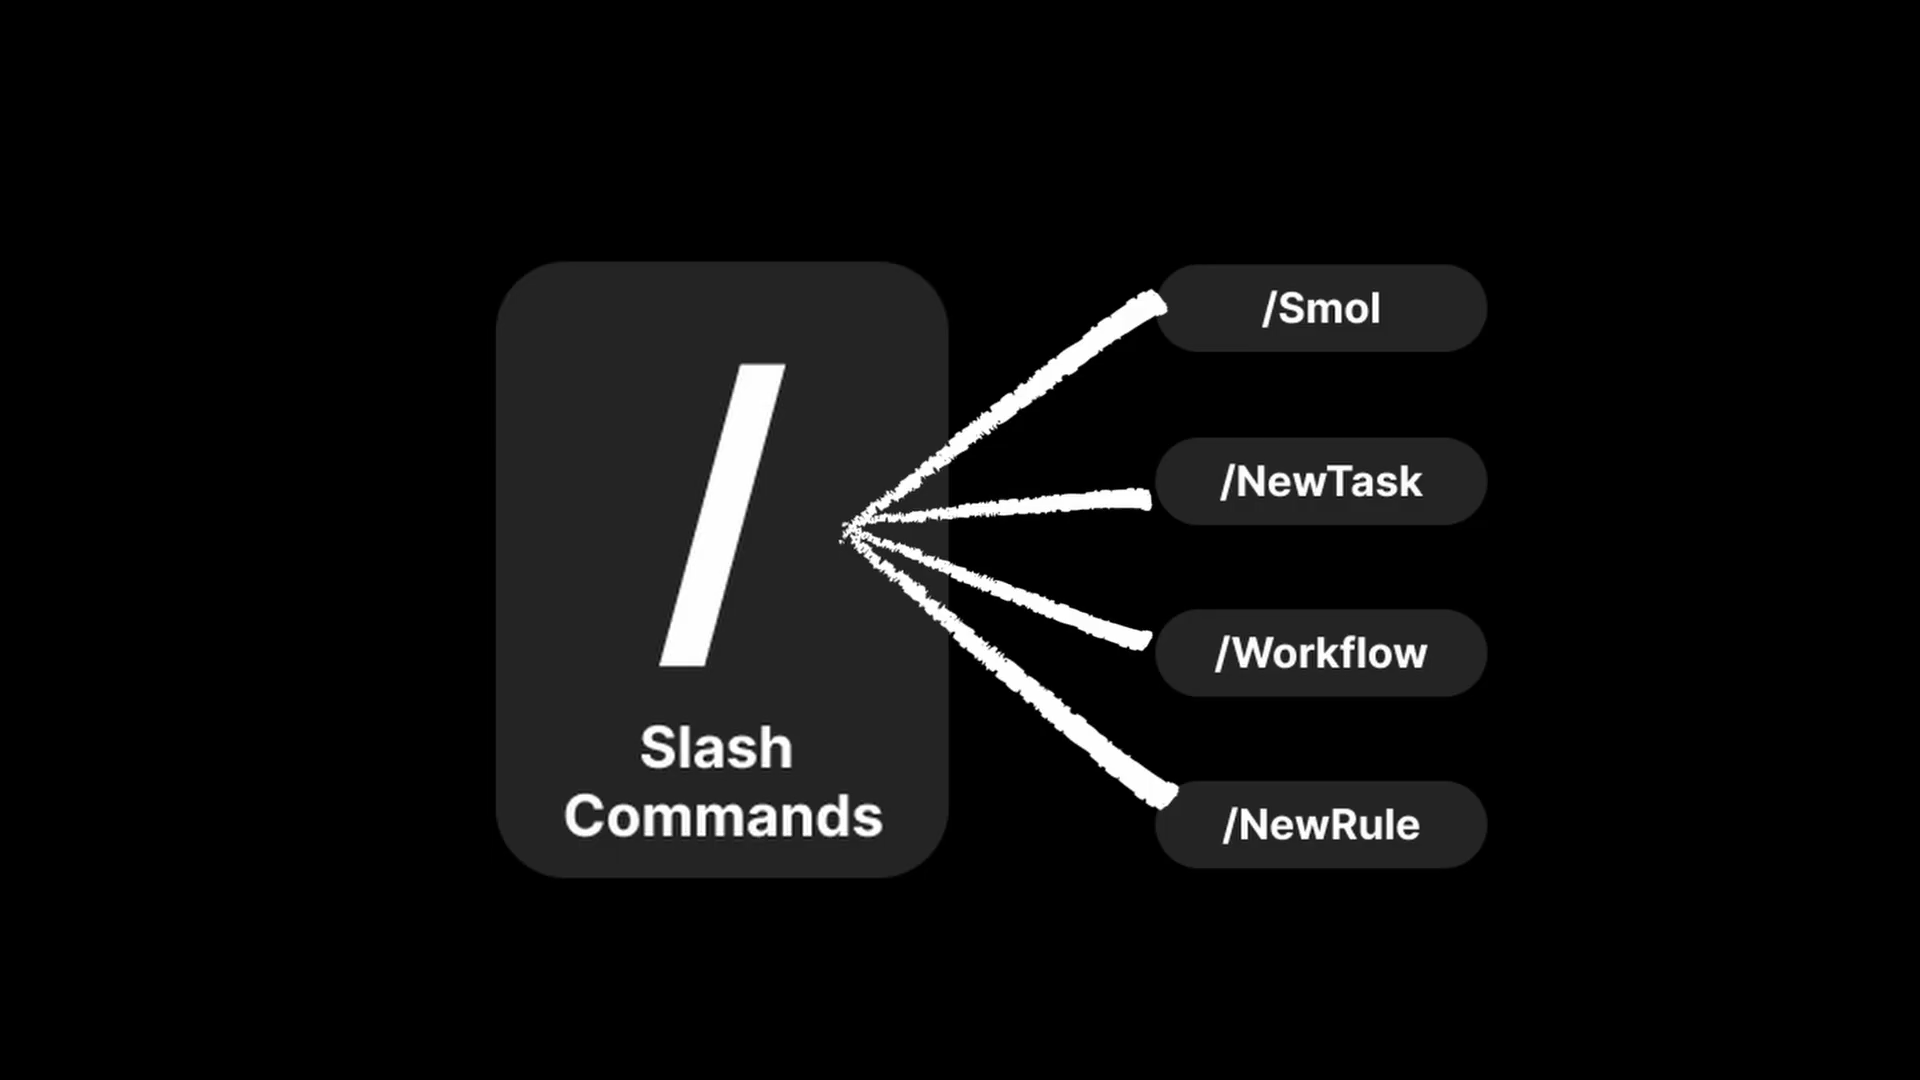 /
Slash
Commands
/Smol
/NewTask
/Workflow
/NewRule